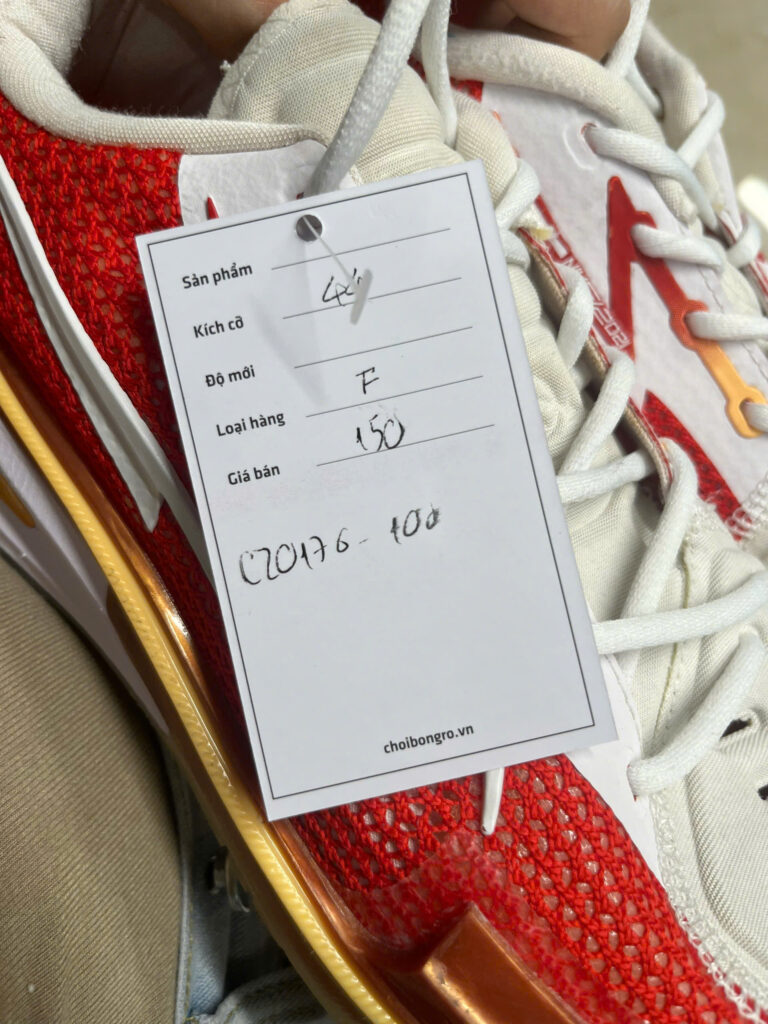 Sản phẩm
Kích cỡ 44
Độ mới
Loại hàng F
Giá bán 150
CZ0176-100
choibongro.vn